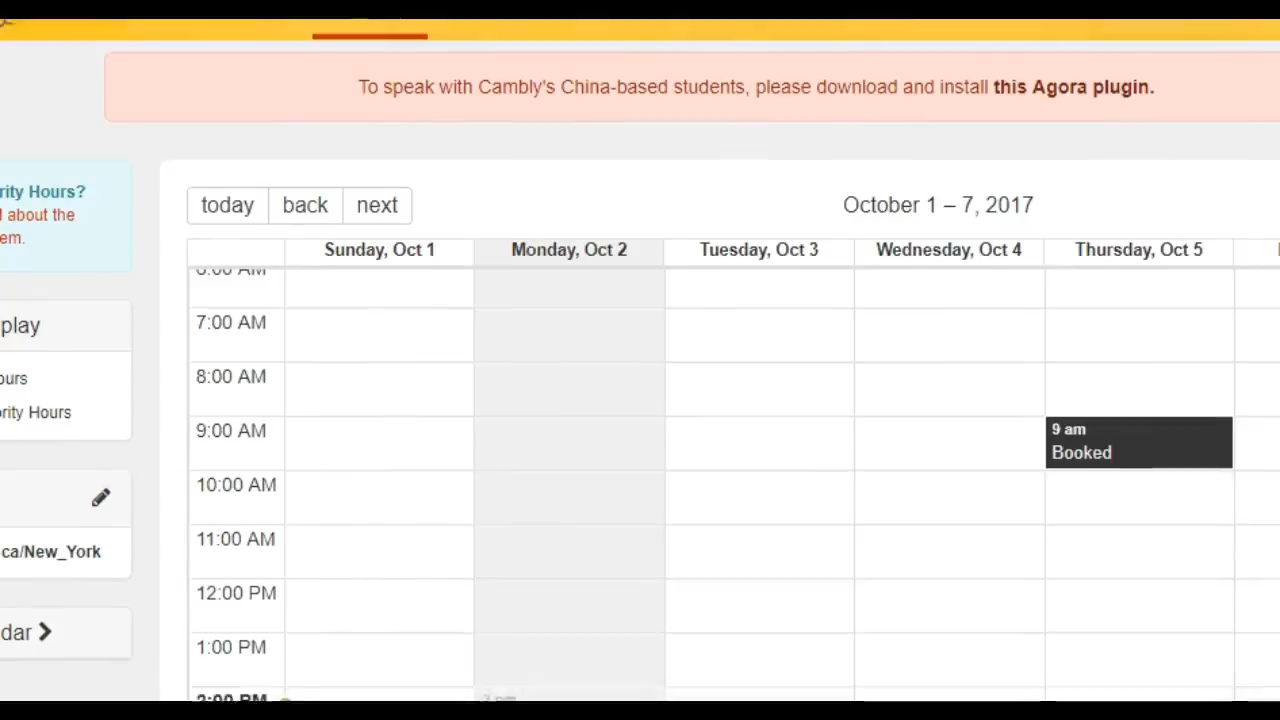 To speak with Cambly's China-based students, please download and install this Agora plugin.
rity Hours?
about the
em.
play
ours
ority Hours
ca/New_York
dar
today back next
October 1 – 7, 2017
Sunday, Oct 1 Monday, Oct 2 Tuesday, Oct 3 Wednesday, Oct 4 Thursday, Oct 5
7:00 AM
8:00 AM
9:00 AM
9 am
Booked
10:00 AM
11:00 AM
12:00 PM
1:00 PM